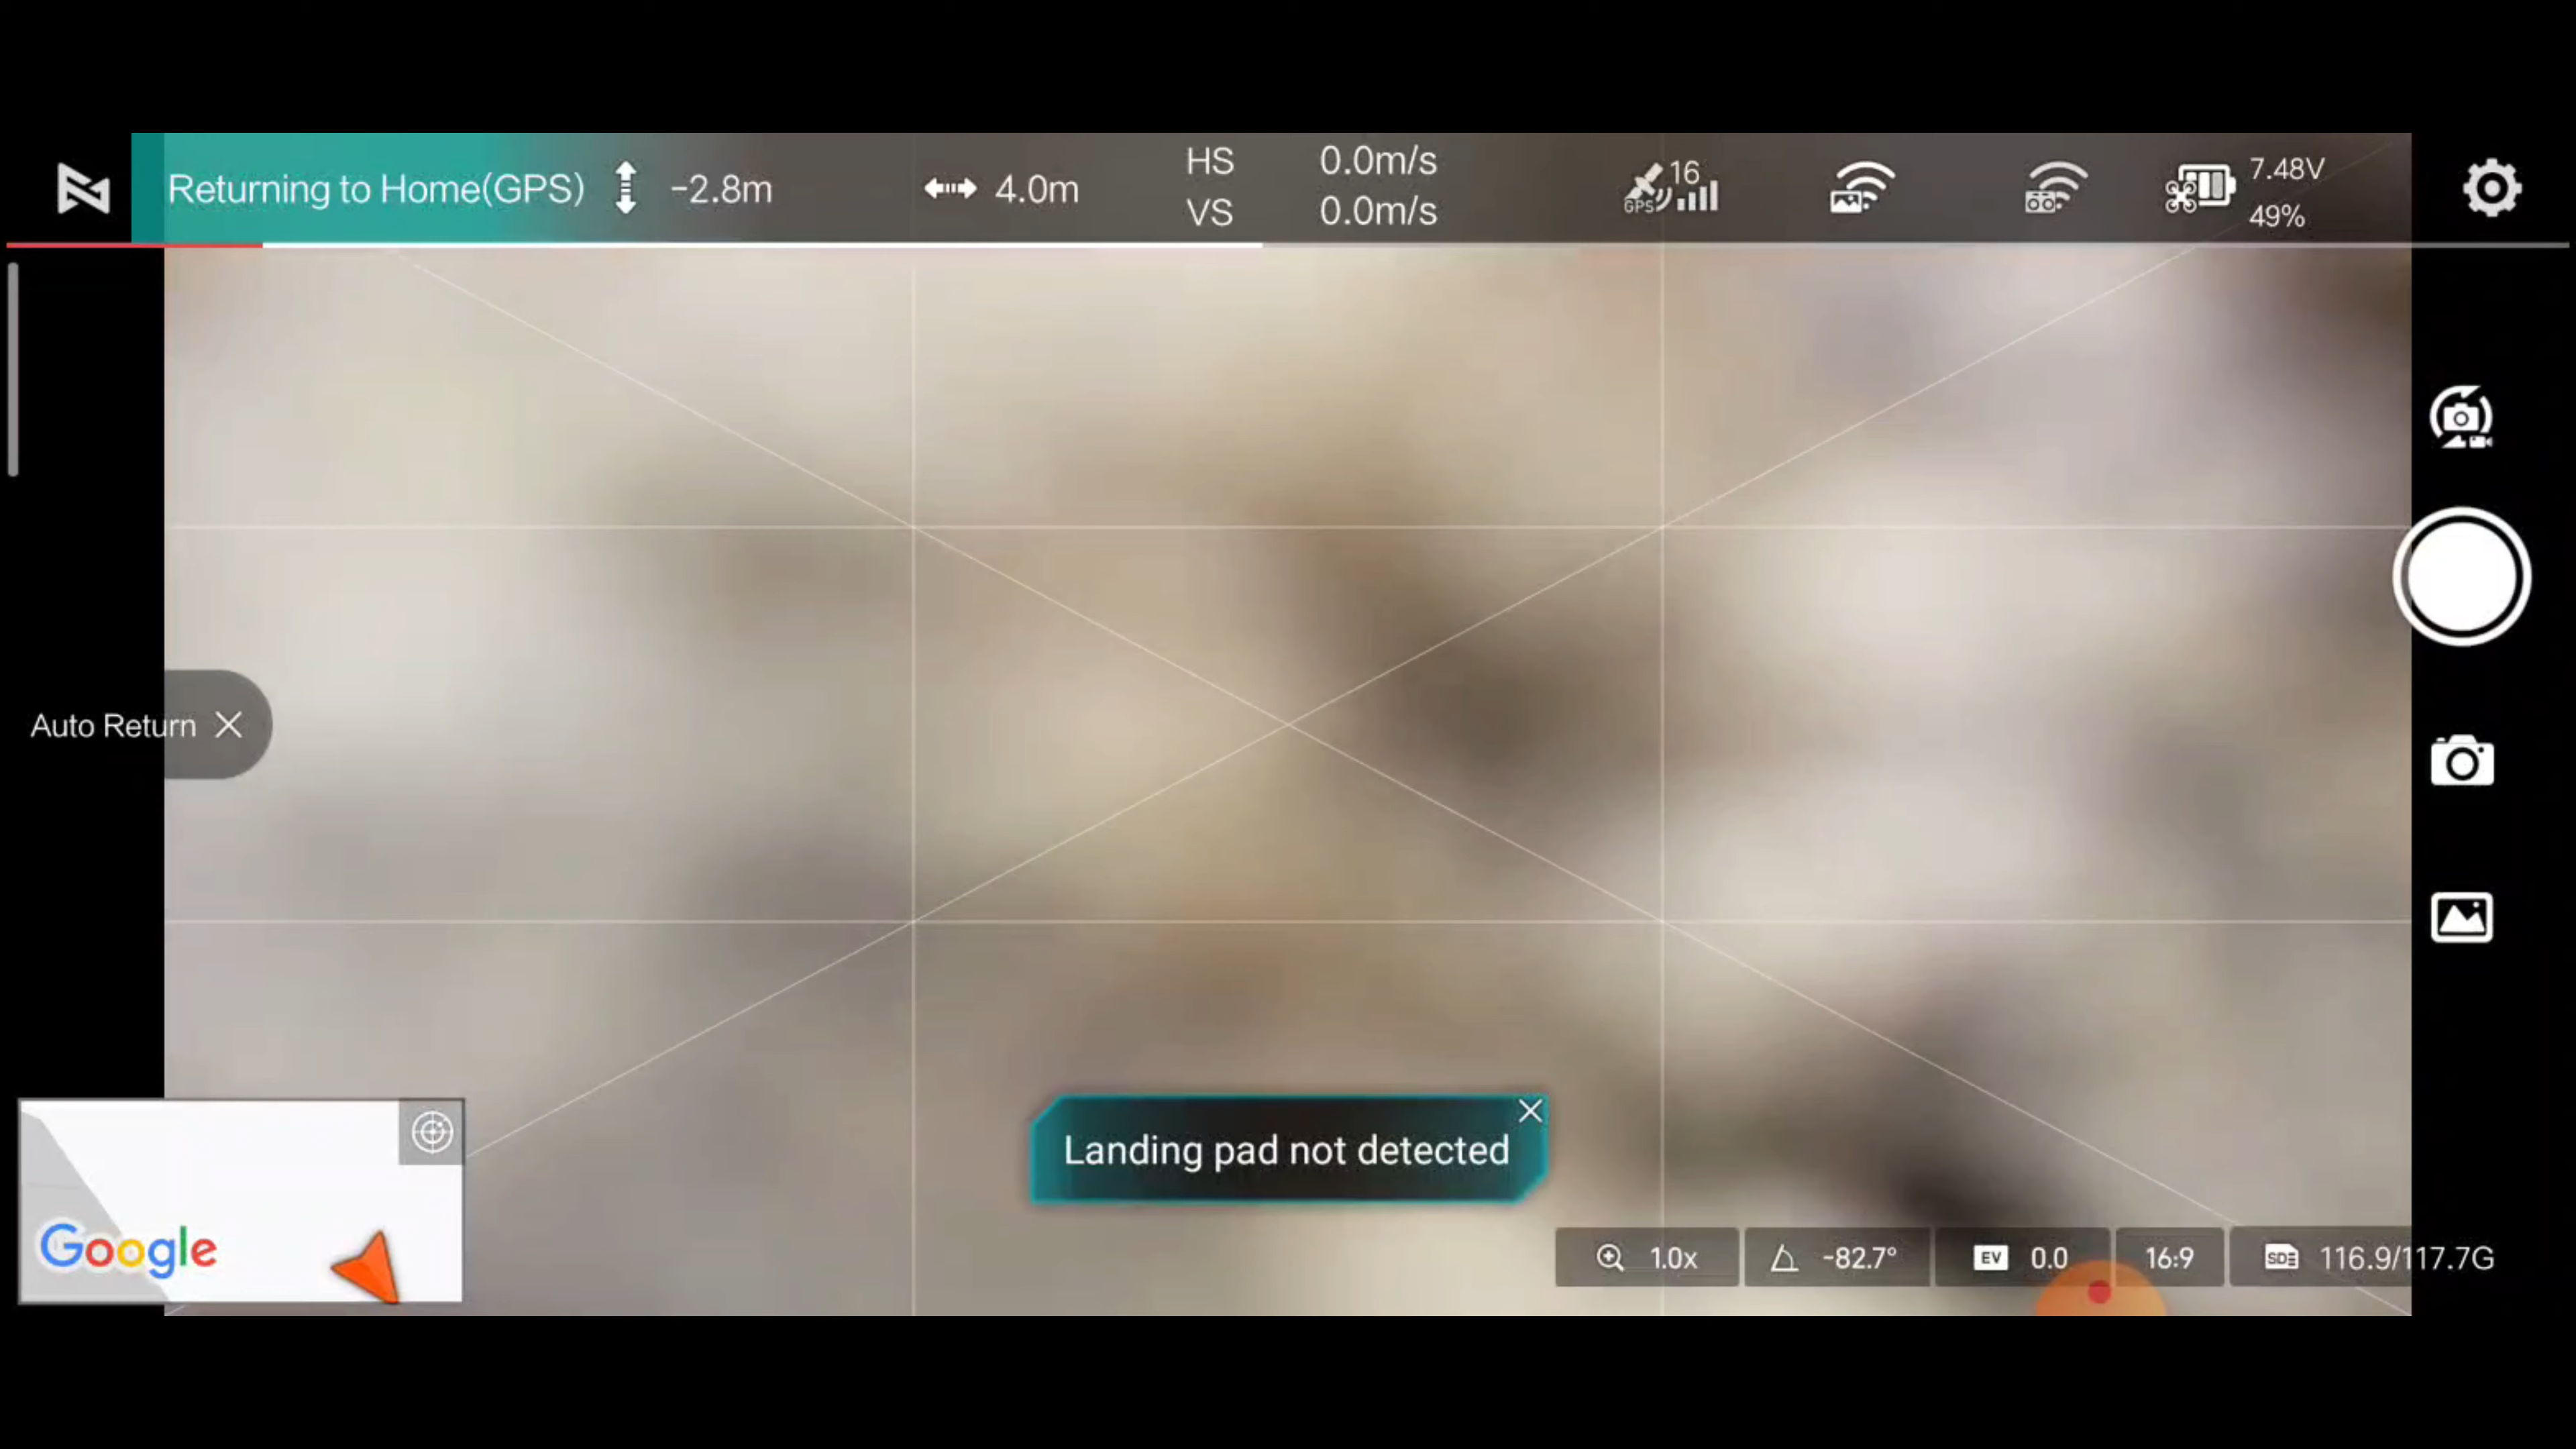 Returning to Home(GPS)
-2.8m
4.0m
HS 0.0m/s
VS 0.0m/s
16
GPS
7.48V
49%
Auto Return
Landing pad not detected
Google
1.0x
-82.7°
EV 0.0
16:9
SD 116.9/117.7G